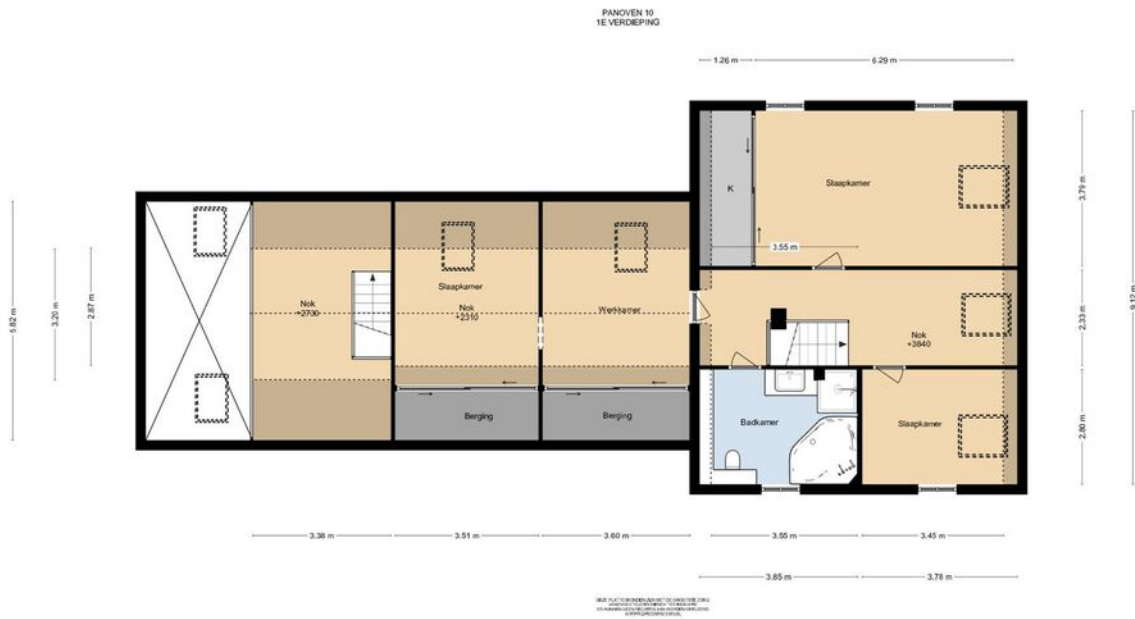 PANOVEN 10
1E VERDIEPING
1.26 m
6.29 m
K
Slaapkamer
3.55 m
3.79 m
9.12 m
2.33 m
2.80 m
5.82 m
3.20 m
2.87 m
Nok
+2730
Slaapkamer
Nok
+2310
Werkkamer
Nok
+3840
Berging
Berging
Badkamer
Slaapkamer
3.38 m
3.51 m
3.60 m
3.55 m
3.45 m
3.85 m
3.78 m